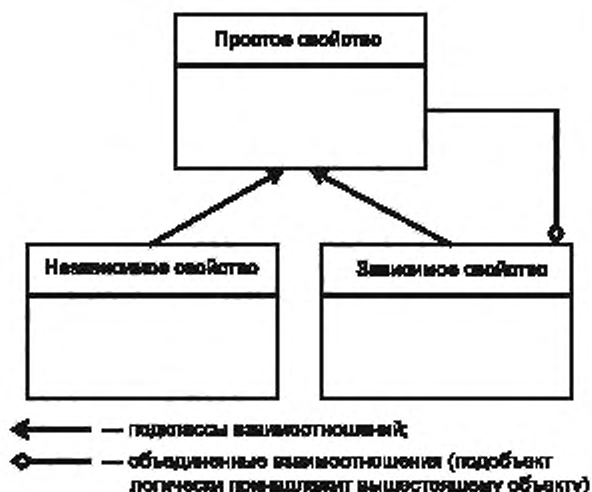 Простое свойство
Независимое свойство
Зависимое свойство
— подклассы взаимоотношений;
— объединенные взаимоотношения (подобъект
логически принадлежит вышестоящему объекту)